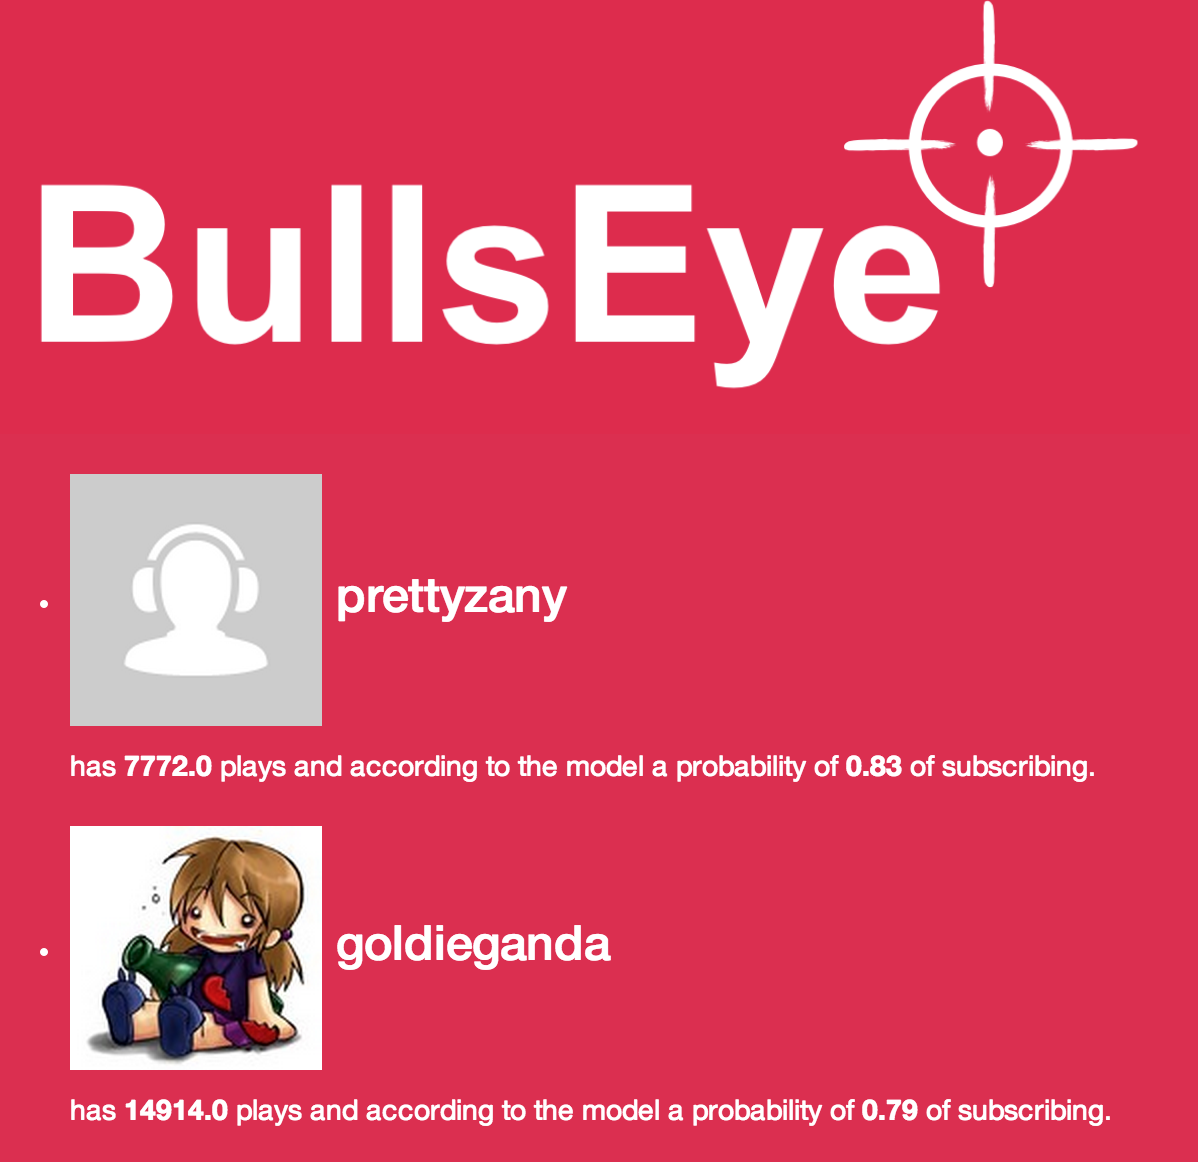 BullsEye
prettyzany
has 7772.0 plays and according to the model a probability of 0.83 of subscribing.
goldieganda
has 14914.0 plays and according to the model a probability of 0.79 of subscribing.